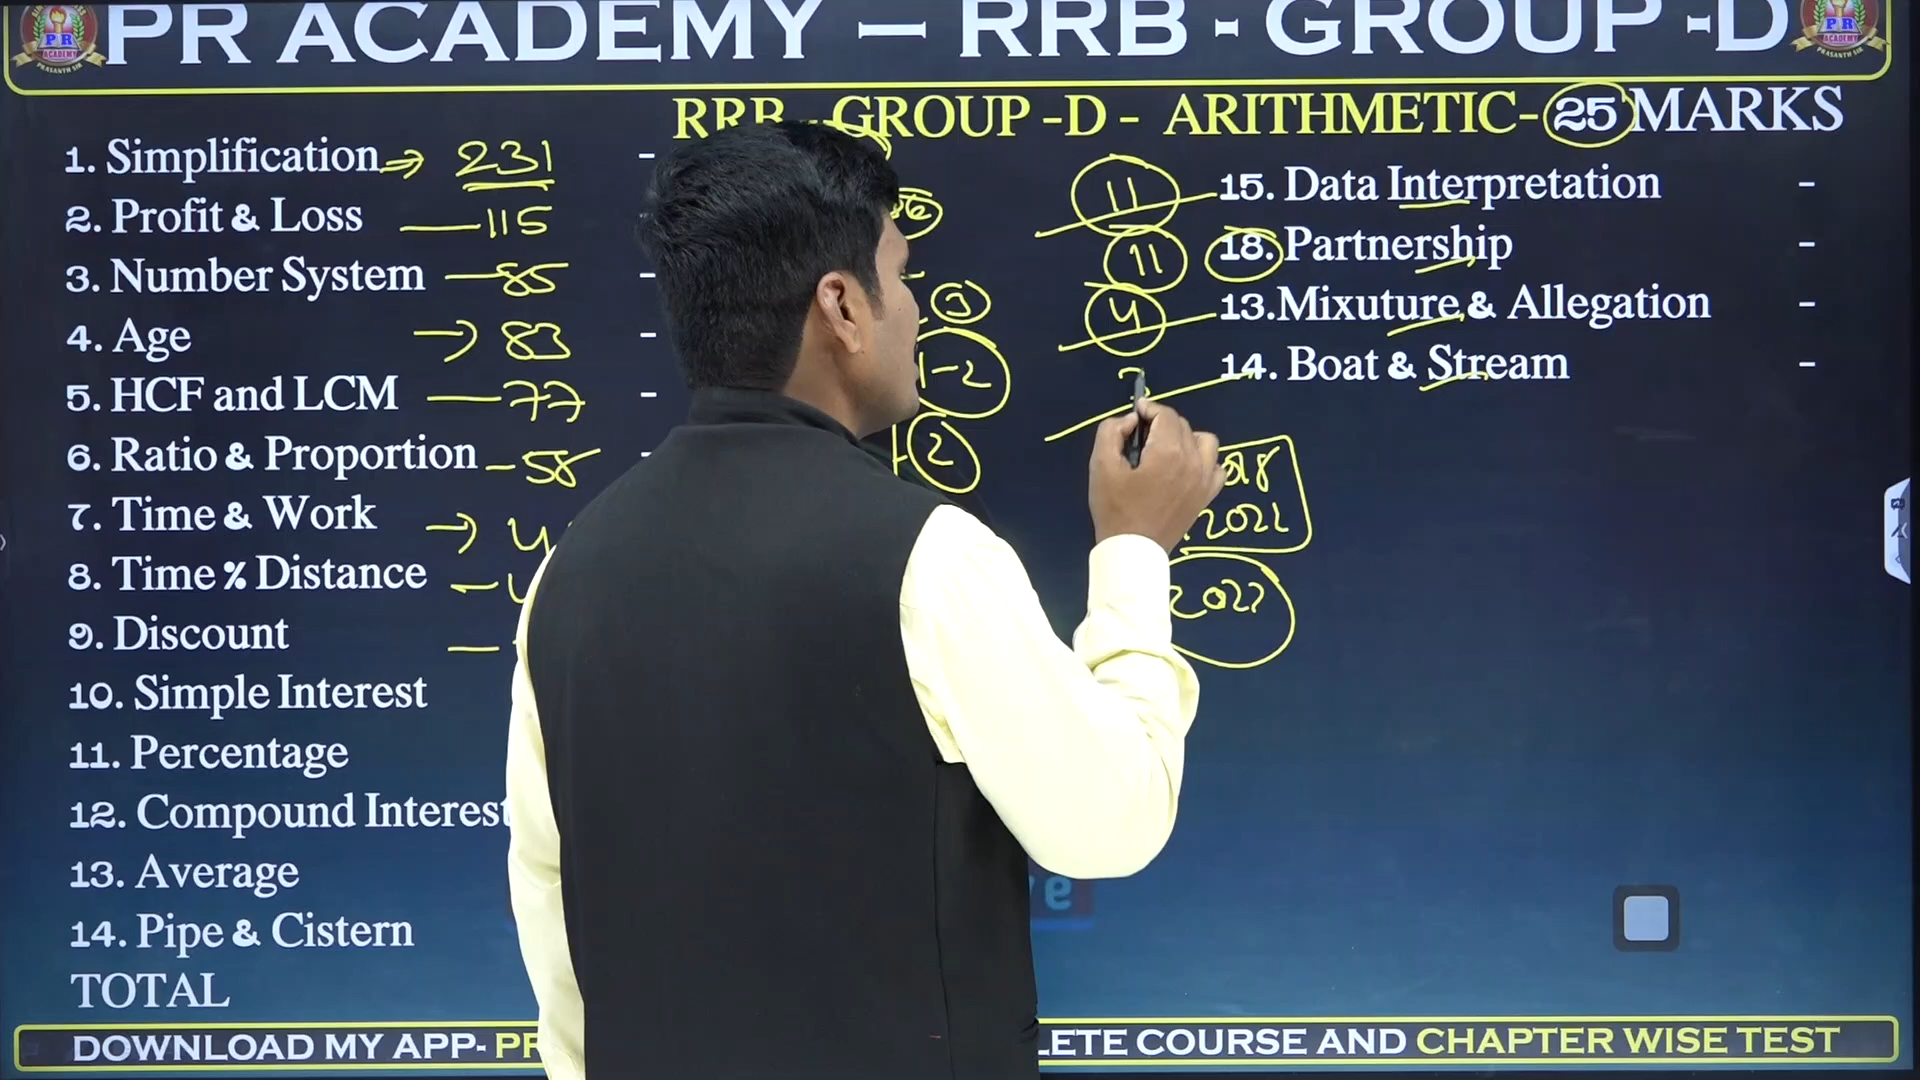 PR ACADEMY – RRB - GROUP -D
RRB - GROUP -D - ARITHMETIC- 25 MARKS
1. Simplification → 231 -
2. Profit & Loss — 115
3. Number System — 85 -
4. Age → 83 -
5. HCF and LCM — 77 -
6. Ratio & Proportion - 58 -
7. Time & Work →
8. Time % Distance -
9. Discount —
10. Simple Interest
11. Percentage
12. Compound Interest
13. Average
14. Pipe & Cistern
TOTAL
1-2
2
11 15. Data Interpretation -
11 18. Partnership -
4 13.Mixuture & Allegation -
14. Boat & Stream -
2022
DOWNLOAD MY APP- PR
COURSE AND CHAPTER WISE TEST